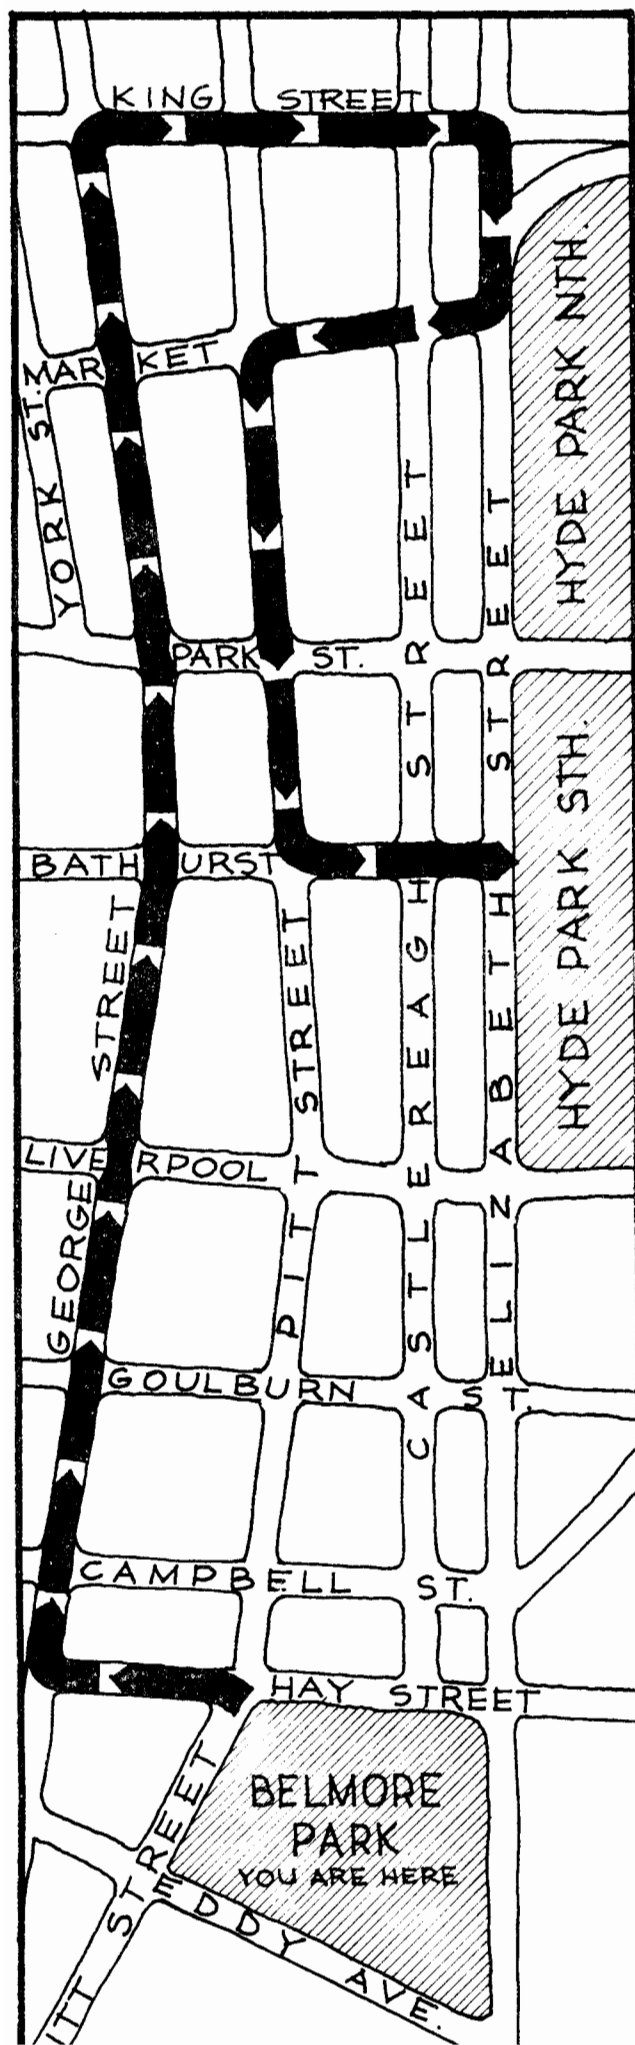 KING STREET
HYDE PARK NTH.
MARKET ST.
YORK
PARK ST.
HYDE PARK STH.
BATHURST
GEORGE STREET
PITT STREET
CASTLEREAGH STREET
ELIZABETH STREET
LIVERPOOL
GOULBURN ST.
CAMPBELL ST.
HAY STREET
BELMORE
PARK
YOU ARE HERE
EDDY AVE.
ITT STREET